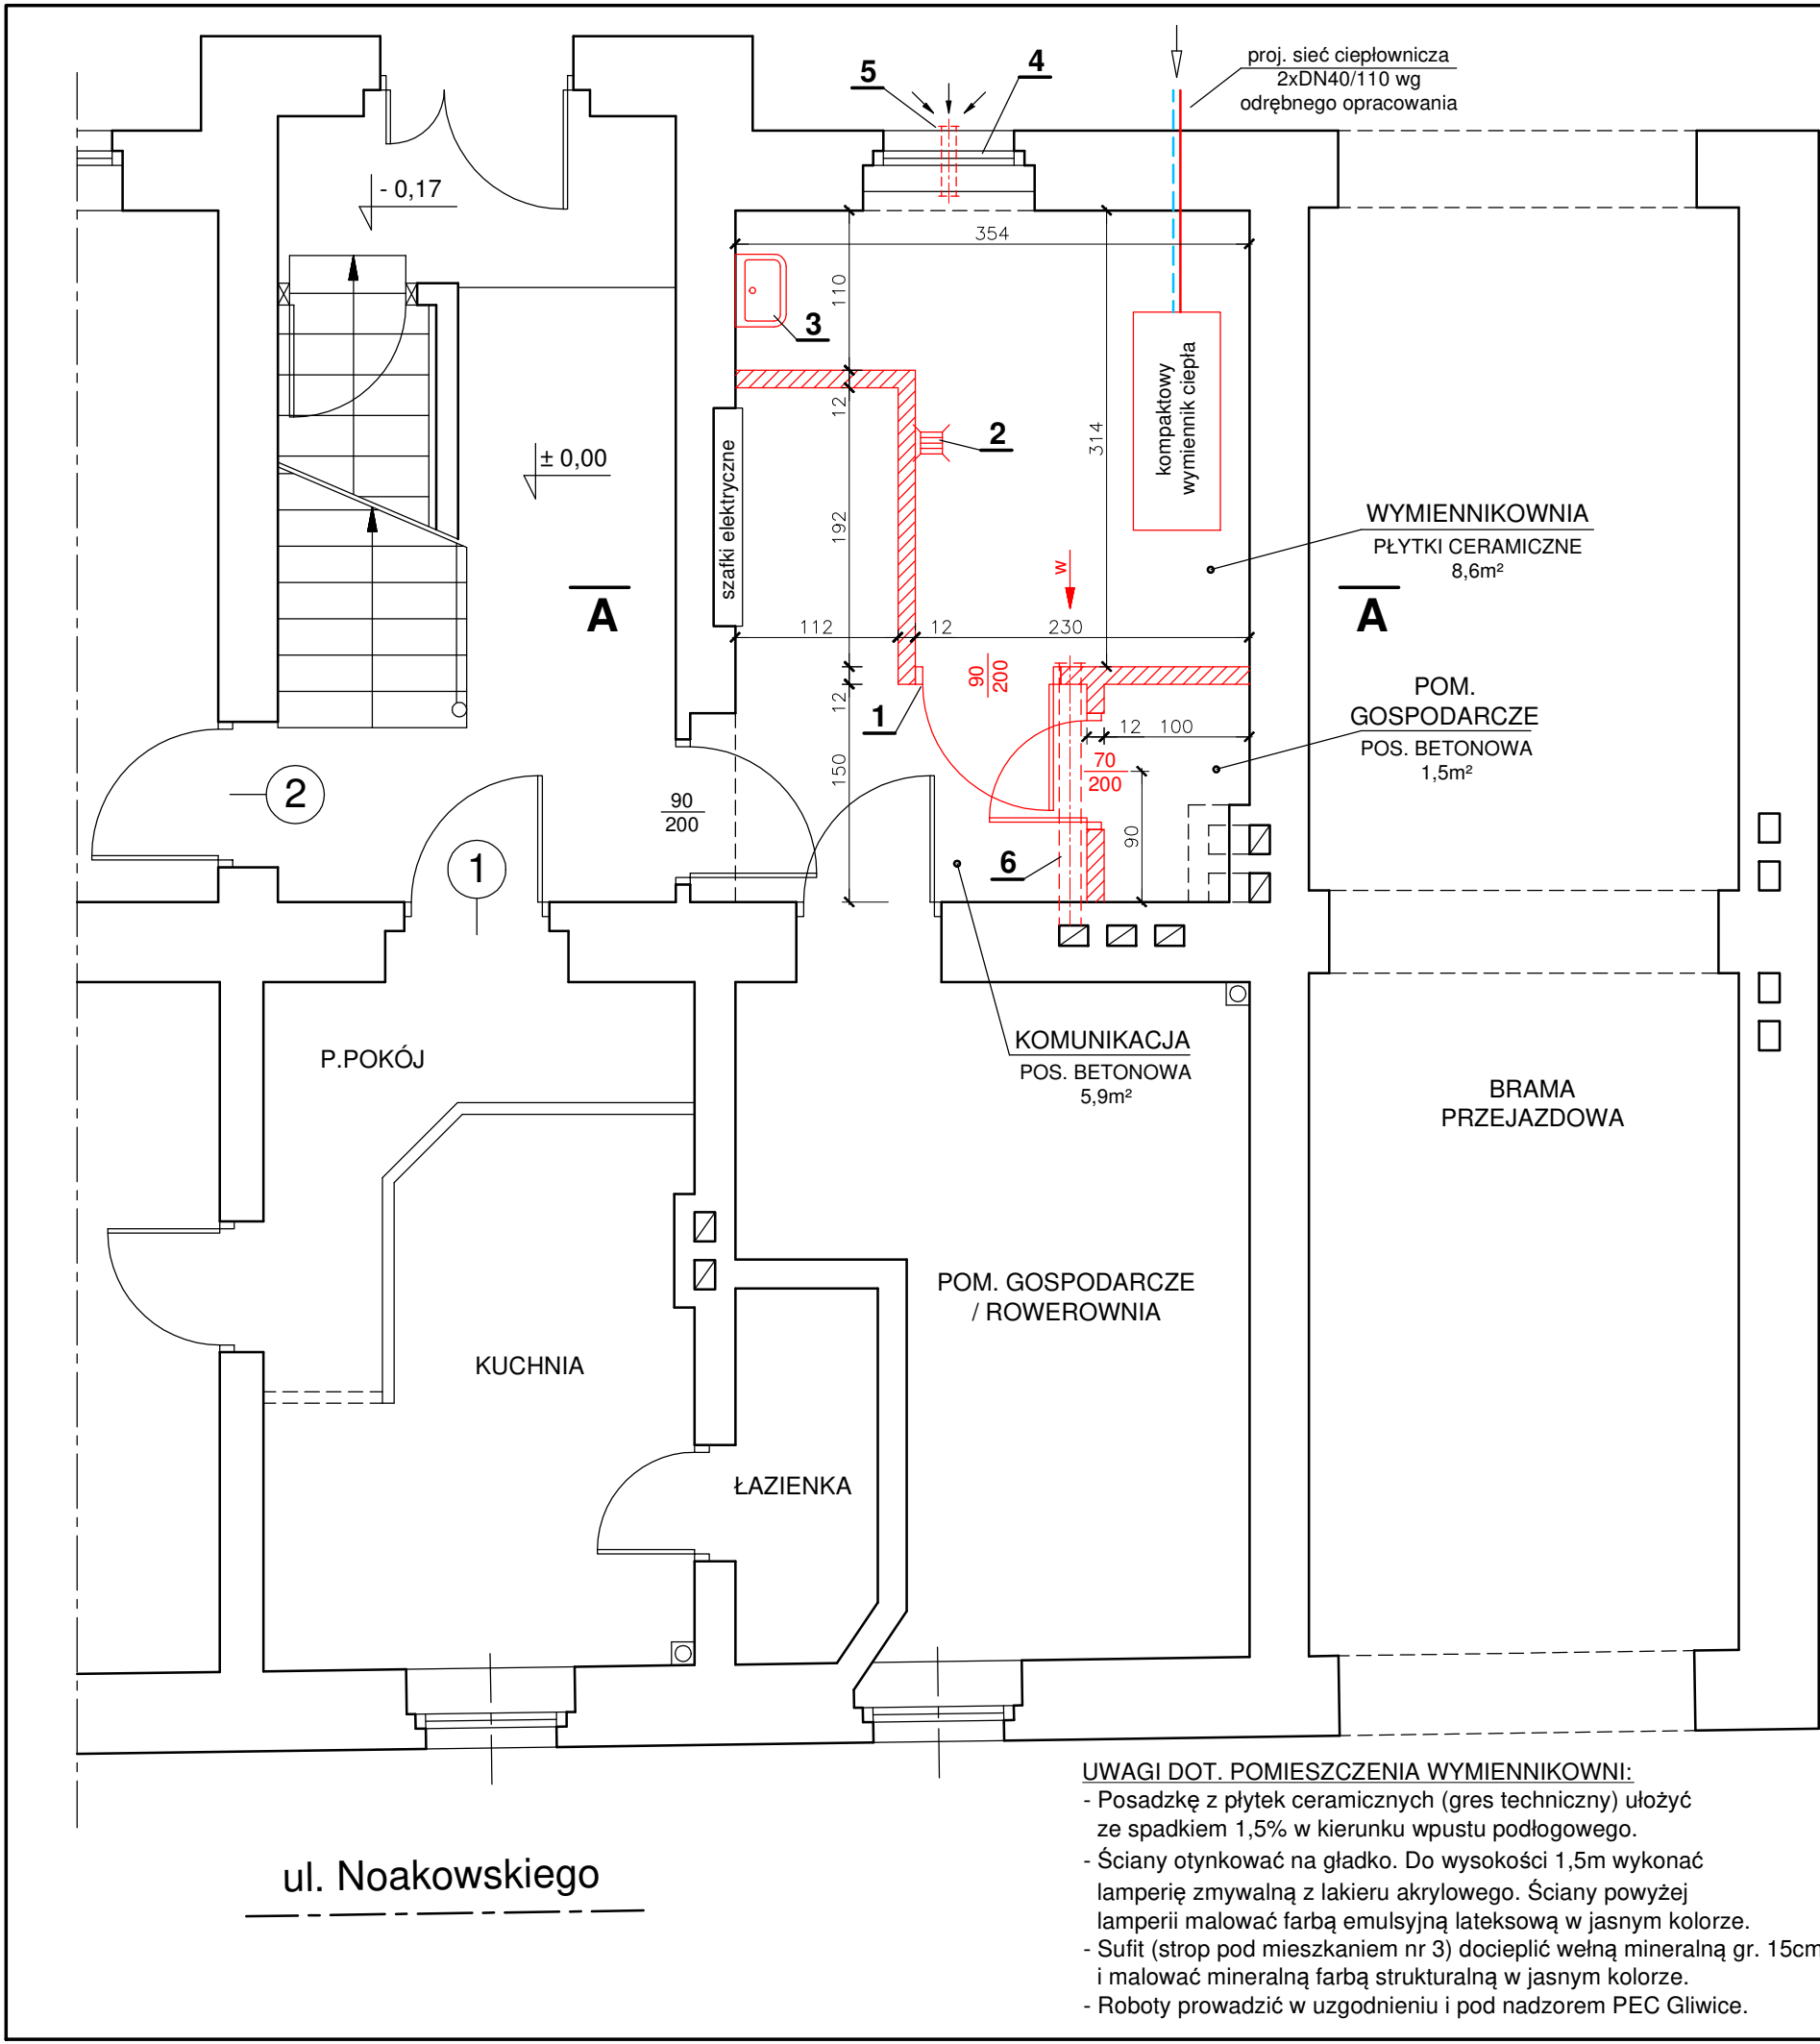 5
4
proj. sieć ciepłownicza
2xDN40/110 wg
odrębnego opracowania
- 0,17
354
110
3
kompaktowy
wymiennik ciepła
12
2
314
± 0,00
szafki elektryczne
192
WYMIENNIKOWNIA
PŁYTKI CERAMICZNE
8,6m²
w
A
A
112
12
230
90
200
1
12
POM.
GOSPODARCZE
POS. BETONOWA
1,5m²
12
100
150
70
200
2
90
200
90
1
6
KOMUNIKACJA
POS. BETONOWA
5,9m²
P.POKÓJ
BRAMA
PRZEJAZDOWA
POM. GOSPODARCZE
/ ROWEROWNIA
KUCHNIA
ŁAZIENKA
UWAGI DOT. POMIESZCZENIA WYMIENNIKOWNI:
- Posadzkę z płytek ceramicznych (gres techniczny) ułożyć
ze spadkiem 1,5% w kierunku wpustu podłogowego.
- Ściany otynkować na gładko. Do wysokości 1,5m wykonać
lamperię zmywalną z lakieru akrylowego. Ściany powyżej
lamperii malować farbą emulsyjną lateksową w jasnym kolorze.
- Sufit (strop pod mieszkaniem nr 3) docieplić wełną mineralną gr. 15cm
i malować mineralną farbą strukturalną w jasnym kolorze.
- Roboty prowadzić w uzgodnieniu i pod nadzorem PEC Gliwice.
ul. Noakowskiego